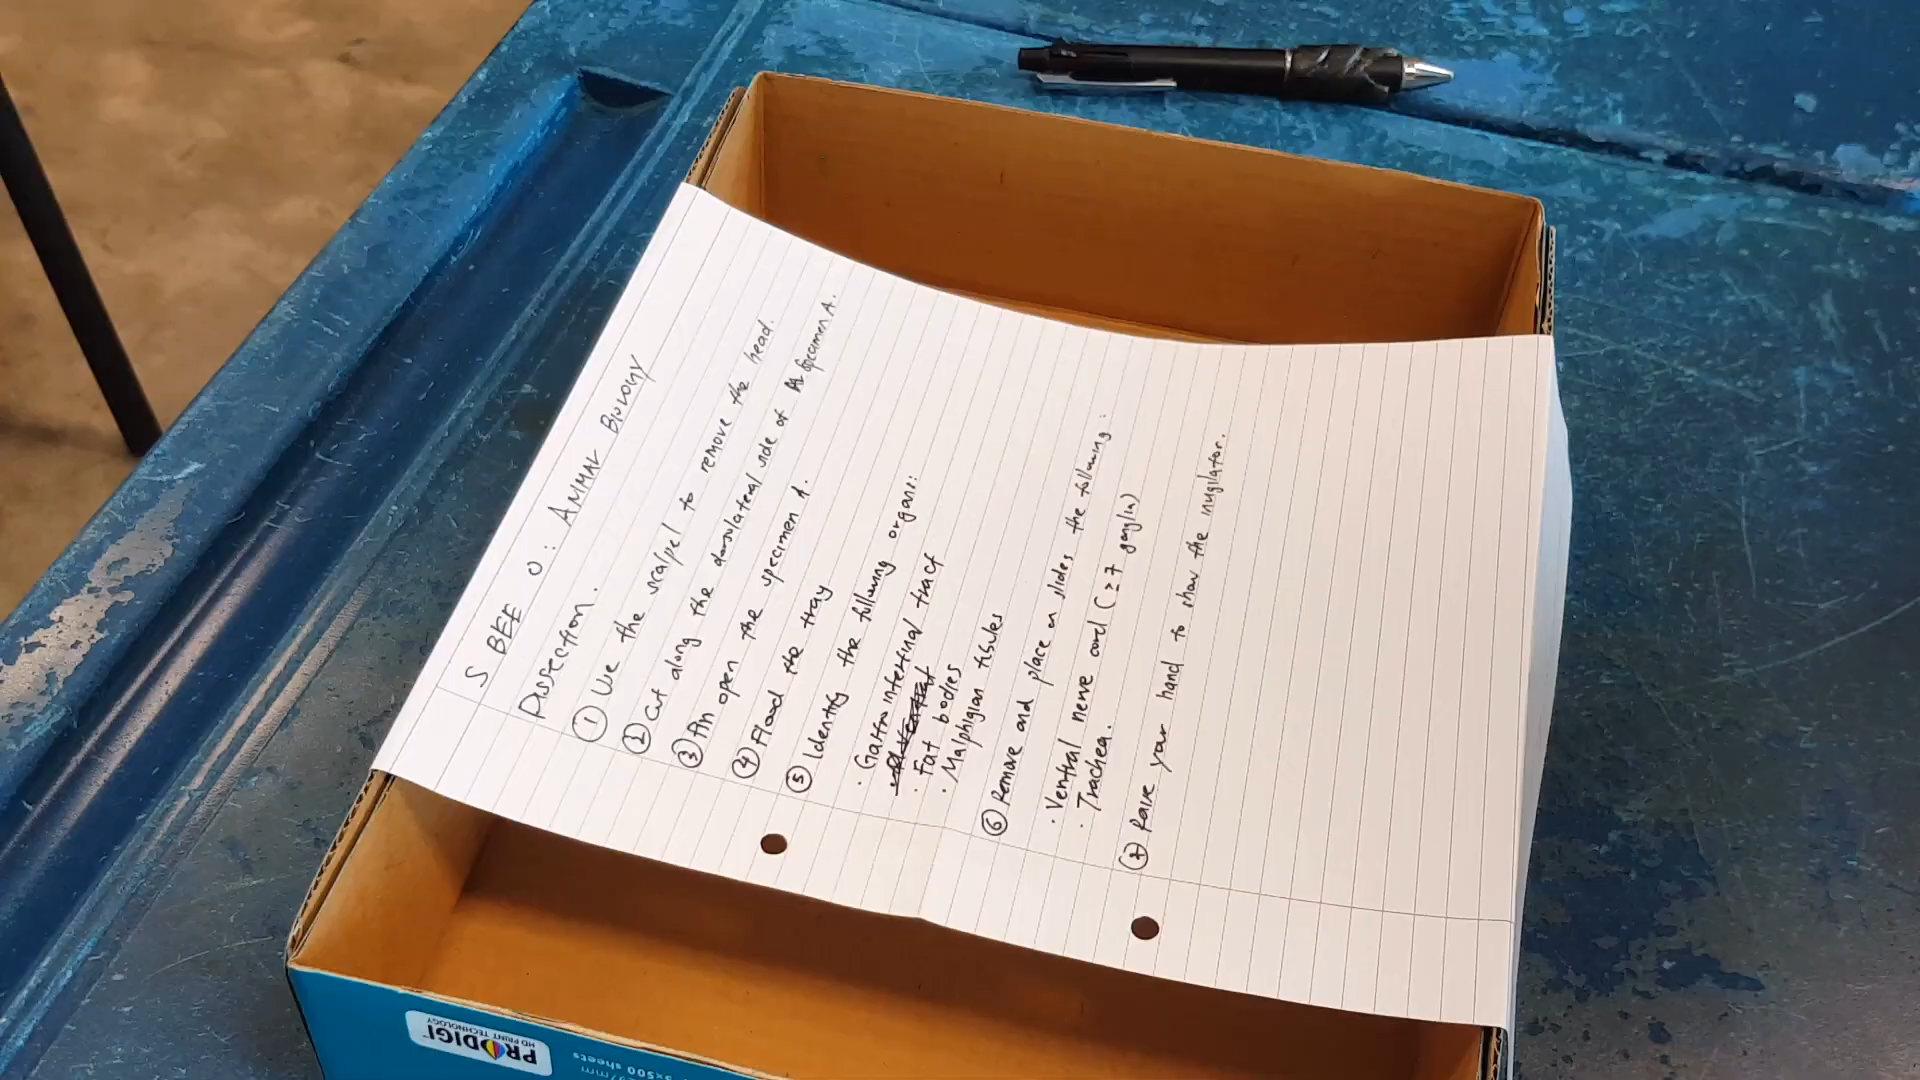 S BEE O: ANIMAL BIOLOGY
Dissection.
① Use the scalpel to remove the head.
② Cut along the dorsolateral side of specimen A.
③ Pin open the specimen A.
④ Flood the tray
⑤ Identify the following organs:
· Gastrointestinal tract
· Fat bodies
· Malphigian tubules
⑥ Remove and place on slides the following:
· Ventral nerve cord (≥7 ganglia)
· Trachea.
⑦ Raise your hand to show the invigilator.
PRODIGI
HD PRINT TECHNOLOGY
5x500 sheets